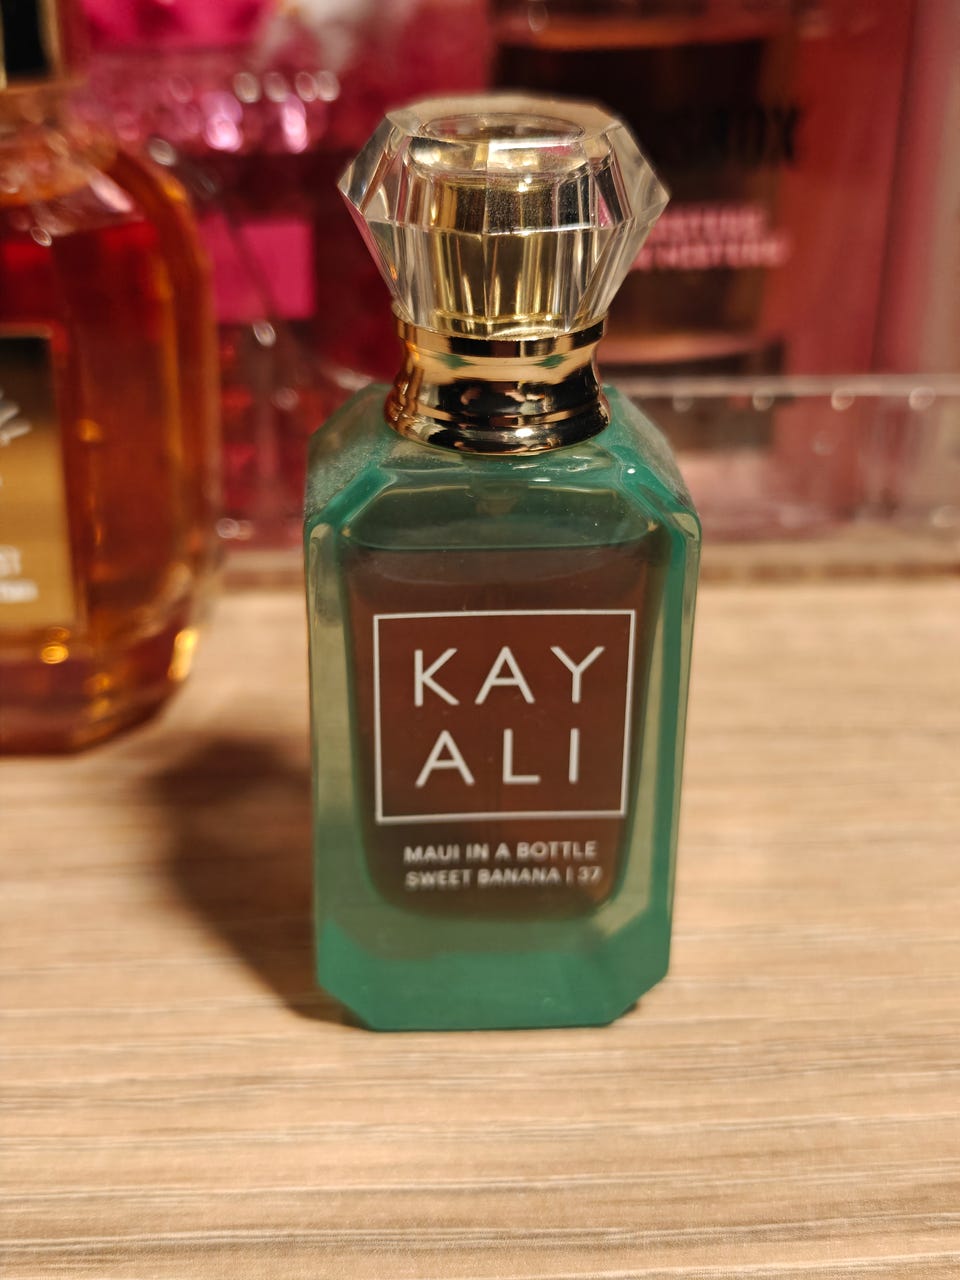 KAY
ALI
MAUI IN A BOTTLE
SWEET BANANA | 37